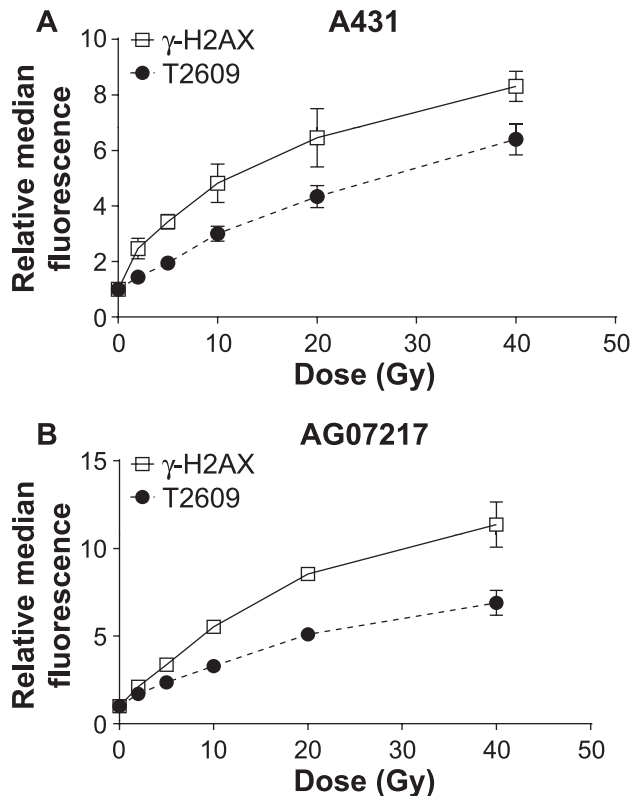 A
A431
γ-H2AX
T2609
Relative median
fluorescence
10
8
6
4
2
0
0 10 20 30 40 50
Dose (Gy)
B
AG07217
γ-H2AX
T2609
Relative median
fluorescence
15
10
5
0
0 10 20 30 40 50
Dose (Gy)